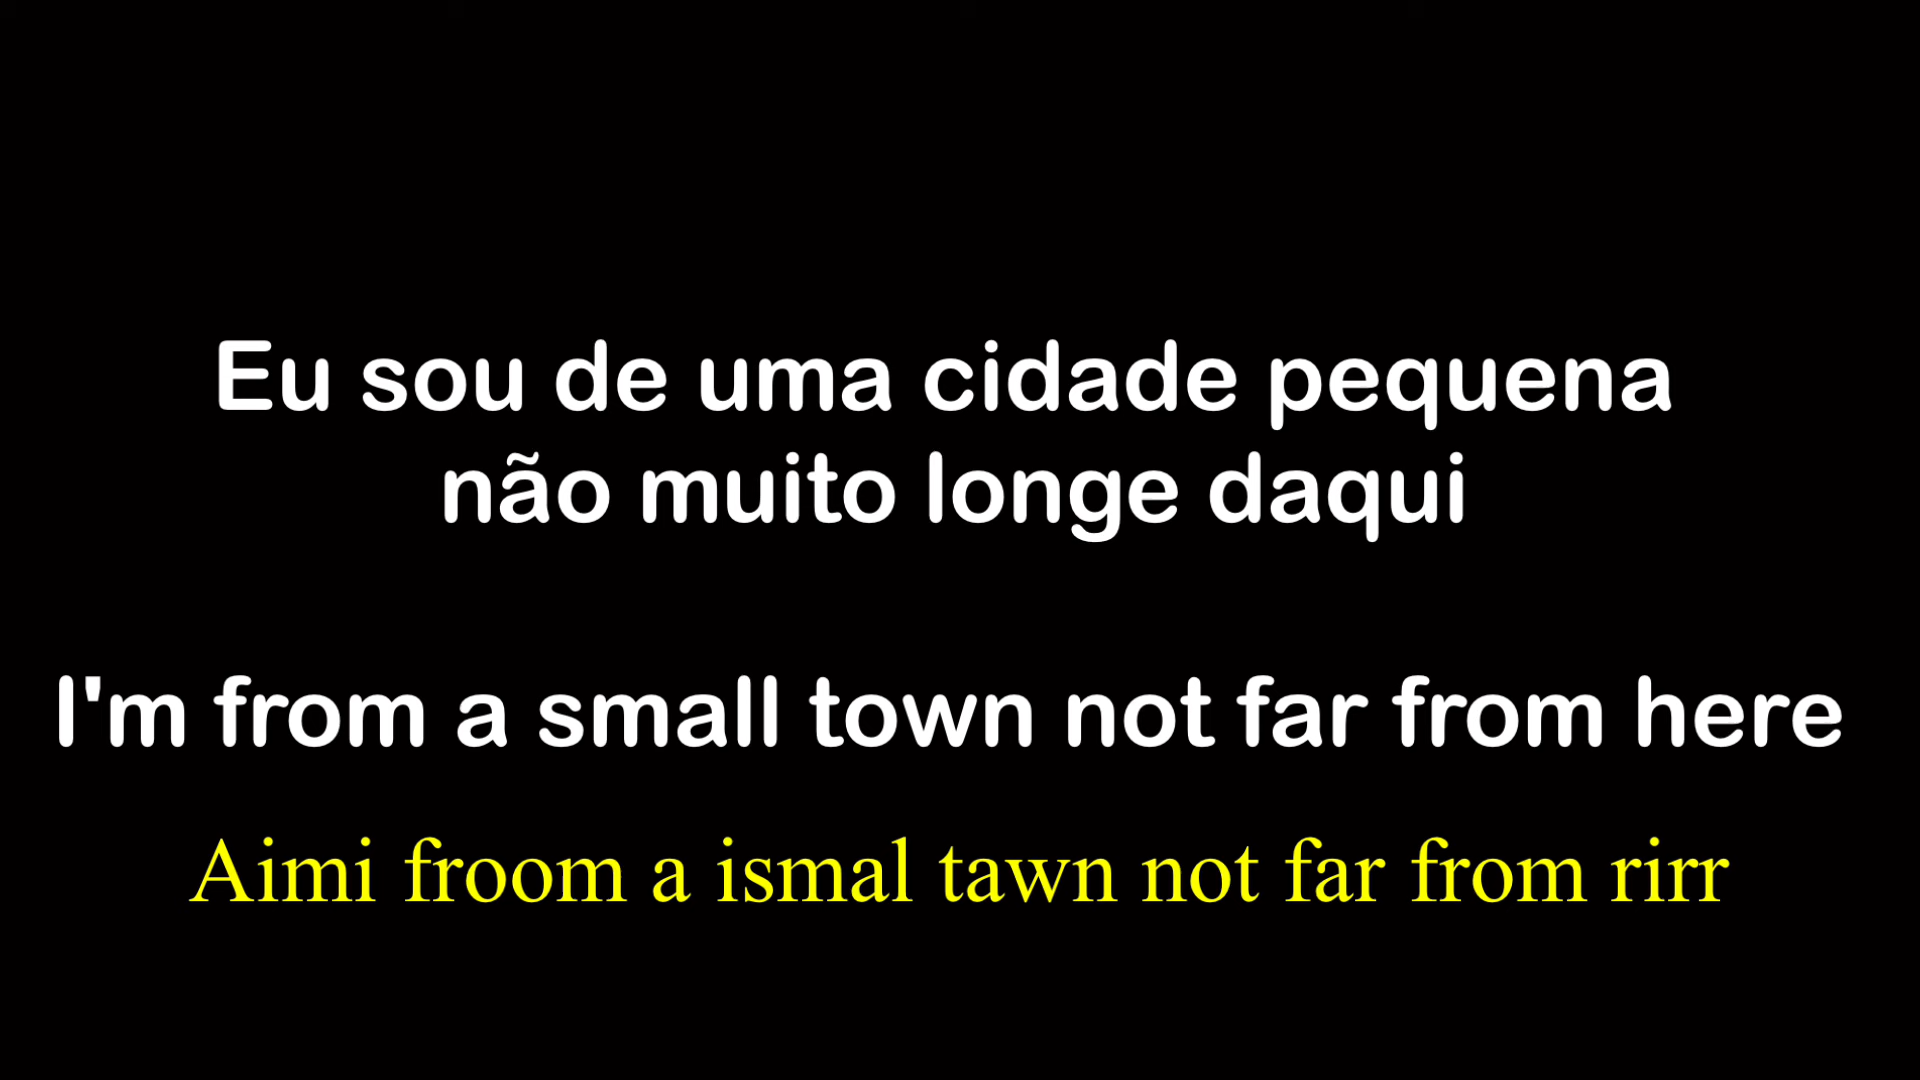 Eu sou de uma cidade pequena
não muito longe daqui
I'm from a small town not far from here
Aimi froom a ismal tawn not far from rirr